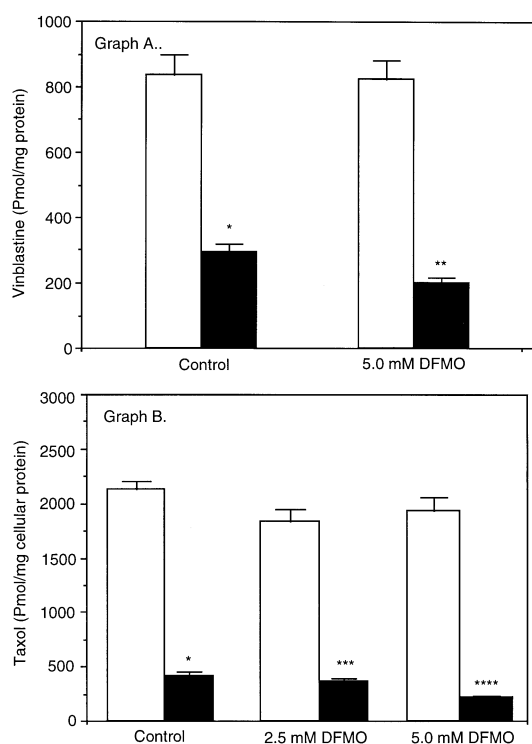 1000
Graph A..
800
600
400
200
0
Vinblastine (Pmol/mg protein)
*
**
Control
5.0 mM DFMO
3000
Graph B.
2500
2000
1500
1000
500
0
Taxol (Pmol/mg cellular protein)
*
***
****
Control
2.5 mM DFMO
5.0 mM DFMO